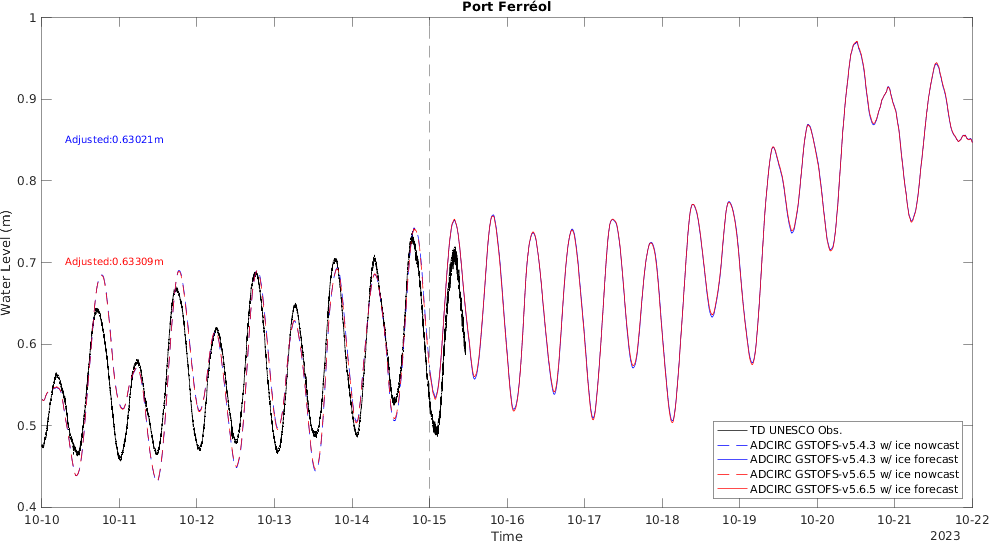 Port Ferréol
Water Level (m)
1
0.9
0.8
0.7
0.6
0.5
0.4
Adjusted:0.63021m
Adjusted:0.63309m
TD UNESCO Obs.
ADCIRC GSTOFS-v5.4.3 w/ ice nowcast
ADCIRC GSTOFS-v5.4.3 w/ ice forecast
ADCIRC GSTOFS-v5.6.5 w/ ice nowcast
ADCIRC GSTOFS-v5.6.5 w/ ice forecast
10-10 10-11 10-12 10-13 10-14 10-15 10-16 10-17 10-18 10-19 10-20 10-21 10-22
Time
2023